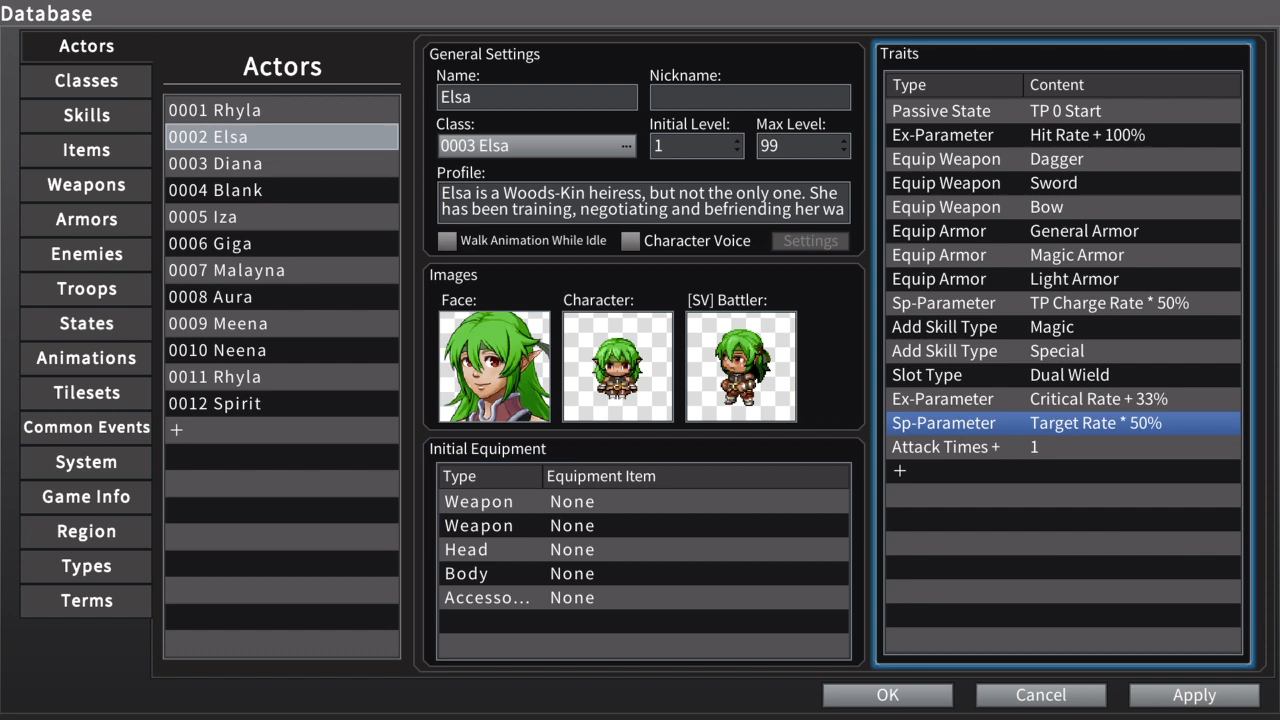 Database
Actors
Classes
Skills
Items
Weapons
Armors
Enemies
Troops
States
Animations
Tilesets
Common Events
System
Game Info
Region
Types
Terms
Actors
0001 Rhyla
0002 Elsa
0003 Diana
0004 Blank
0005 Iza
0006 Giga
0007 Malayna
0008 Aura
0009 Meena
0010 Neena
0011 Rhyla
0012 Spirit
+
General Settings
Name: Nickname:
Elsa
Class: Initial Level: Max Level:
0003 Elsa ... 1 99
Profile:
Elsa is a Woods-Kin heiress, but not the only one. She
has been training, negotiating and befriending her wa
Walk Animation While Idle Character Voice Settings
Images
Face: Character: [SV] Battler:
Initial Equipment
Type Equipment Item
Weapon None
Weapon None
Head None
Body None
Accesso... None
Traits
Type Content
Passive State TP 0 Start
Ex-Parameter Hit Rate + 100%
Equip Weapon Dagger
Equip Weapon Sword
Equip Weapon Bow
Equip Armor General Armor
Equip Armor Magic Armor
Equip Armor Light Armor
Sp-Parameter TP Charge Rate * 50%
Add Skill Type Magic
Add Skill Type Special
Slot Type Dual Wield
Ex-Parameter Critical Rate + 33%
Sp-Parameter Target Rate * 50%
Attack Times + 1
+
OK Cancel Apply